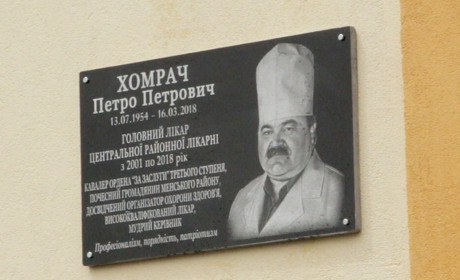 ХОМРАЧ
Петро Петрович
13.07.1954 - 16.03.2018
ГОЛОВНИЙ ЛІКАР
ЦЕНТРАЛЬНОЇ РАЙОННОЇ ЛІКАРНІ
з 2001 по 2018 рік
КАВАЛЕР ОРДЕНА "ЗА ЗАСЛУГИ" ТРЕТЬОГО СТУПЕНЯ,
ПОЧЕСНИЙ ГРОМАДЯНИН МЕНСЬКОГО РАЙОНУ,
ДОСВІДЧЕНИЙ ОРГАНІЗАТОР ОХОРОНИ ЗДОРОВ'Я,
ВИСОКОКВАЛІФІКОВАНИЙ ЛІКАР,
МУДРИЙ КЕРІВНИК
Професіоналізм, порядність, патріотизм